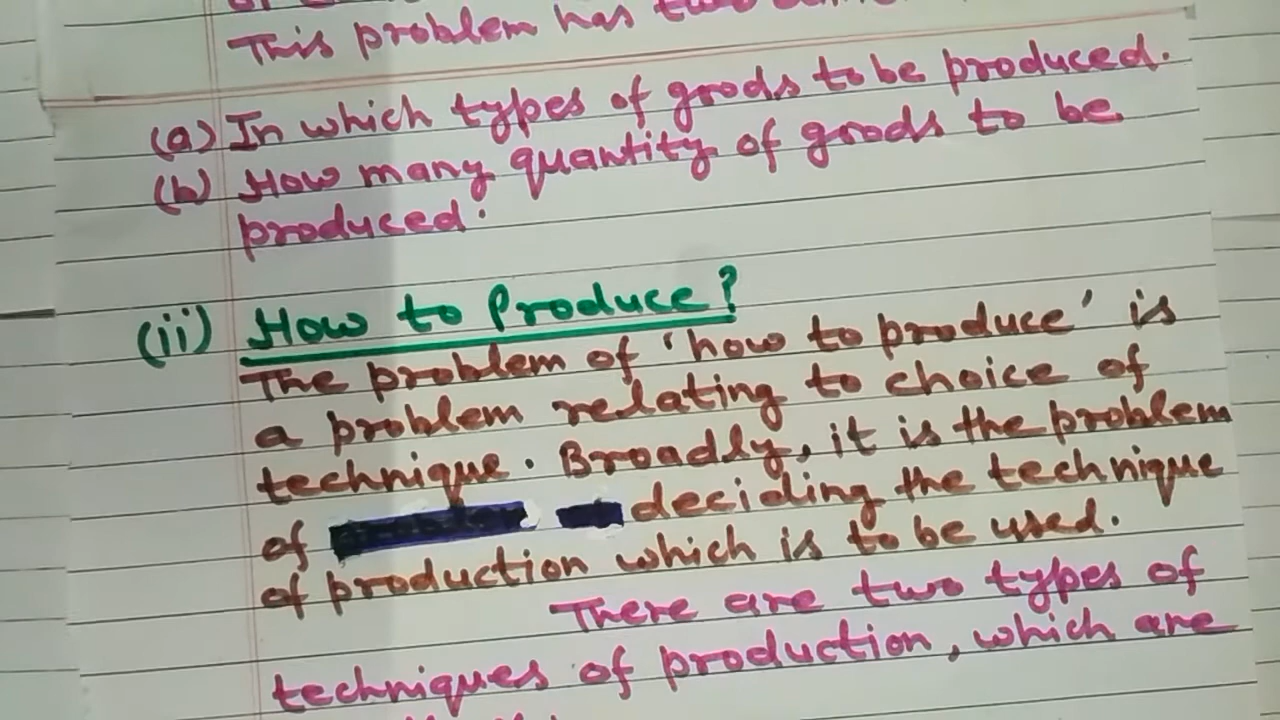 This problem has two
(a) In which types of goods to be produced.
(b) How many quantity of goods to be
produced.
(ii) How to Produce?
The problem of 'how to produce' is
a problem relating to choice of
technique. Broadly, it is the problem
of deciding the technique
of production which is to be used.
There are two types of
techniques of production, which are